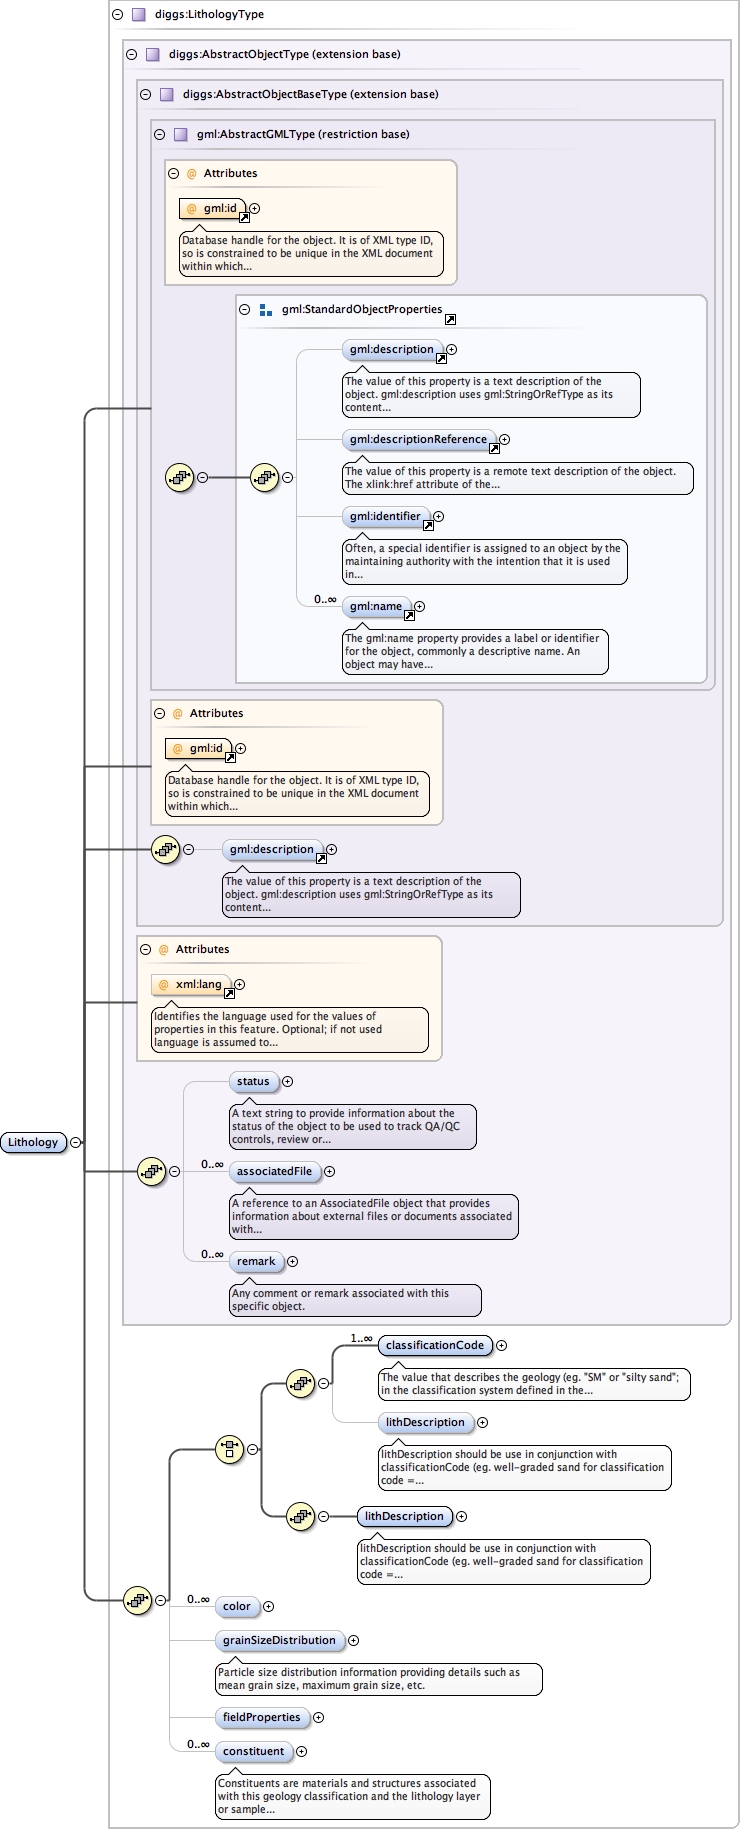 diggs:LithologyType
diggs:AbstractObjectType (extension base)
diggs:AbstractObjectBaseType (extension base)
gml:AbstractGMLType (restriction base)
@ Attributes
@ gml:id
Database handle for the object. It is of XML type ID,
so is constrained to be unique in the XML document
within which...
gml:StandardObjectProperties
gml:description
The value of this property is a text description of the
object. gml:description uses gml:StringOrRefType as its
content...
gml:descriptionReference
The value of this property is a remote text description of the object.
The xlink:href attribute of the...
gml:identifier
Often, a special identifier is assigned to an object by the
maintaining authority with the intention that it is used
in...
0..∞
gml:name
The gml:name property provides a label or identifier
for the object, commonly a descriptive name. An
object may have...
@ Attributes
@ gml:id
Database handle for the object. It is of XML type ID,
so is constrained to be unique in the XML document
within which...
gml:description
The value of this property is a text description of the
object. gml:description uses gml:StringOrRefType as its
content...
@ Attributes
@ xml:lang
Identifies the language used for the values of
properties in this feature. Optional; if not used
language is assumed to...
status
A text string to provide information about the
status of the object to be used to track QA/QC
controls, review or...
Lithology
0..∞
associatedFile
A reference to an AssociatedFile object that provides
information about external files or documents associated
with...
0..∞
remark
Any comment or remark associated with this
specific object.
1..∞
classificationCode
The value that describes the geology (eg. "SM" or "silty sand";
in the classification system defined in the...
lithDescription
lithDescription should be use in conjunction with
classificationCode (eg. well-graded sand for classification
code =...
lithDescription
lithDescription should be use in conjunction with
classificationCode (eg. well-graded sand for classification
code =...
0..∞
color
grainSizeDistribution
Particle size distribution information providing details such as
mean grain size, maximum grain size, etc.
fieldProperties
0..∞
constituent
Constituents are materials and structures associated
with this geology classification and the lithology layer
or sample...